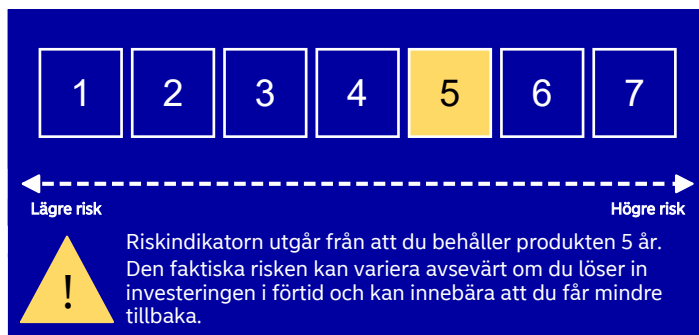 1 2 3 4 5 6 7
Lägre risk Högre risk
! Riskindikatorn utgår från att du behåller produkten 5 år.
Den faktiska risken kan variera avsevärt om du löser in
investeringen i förtid och kan innebära att du får mindre
tillbaka.